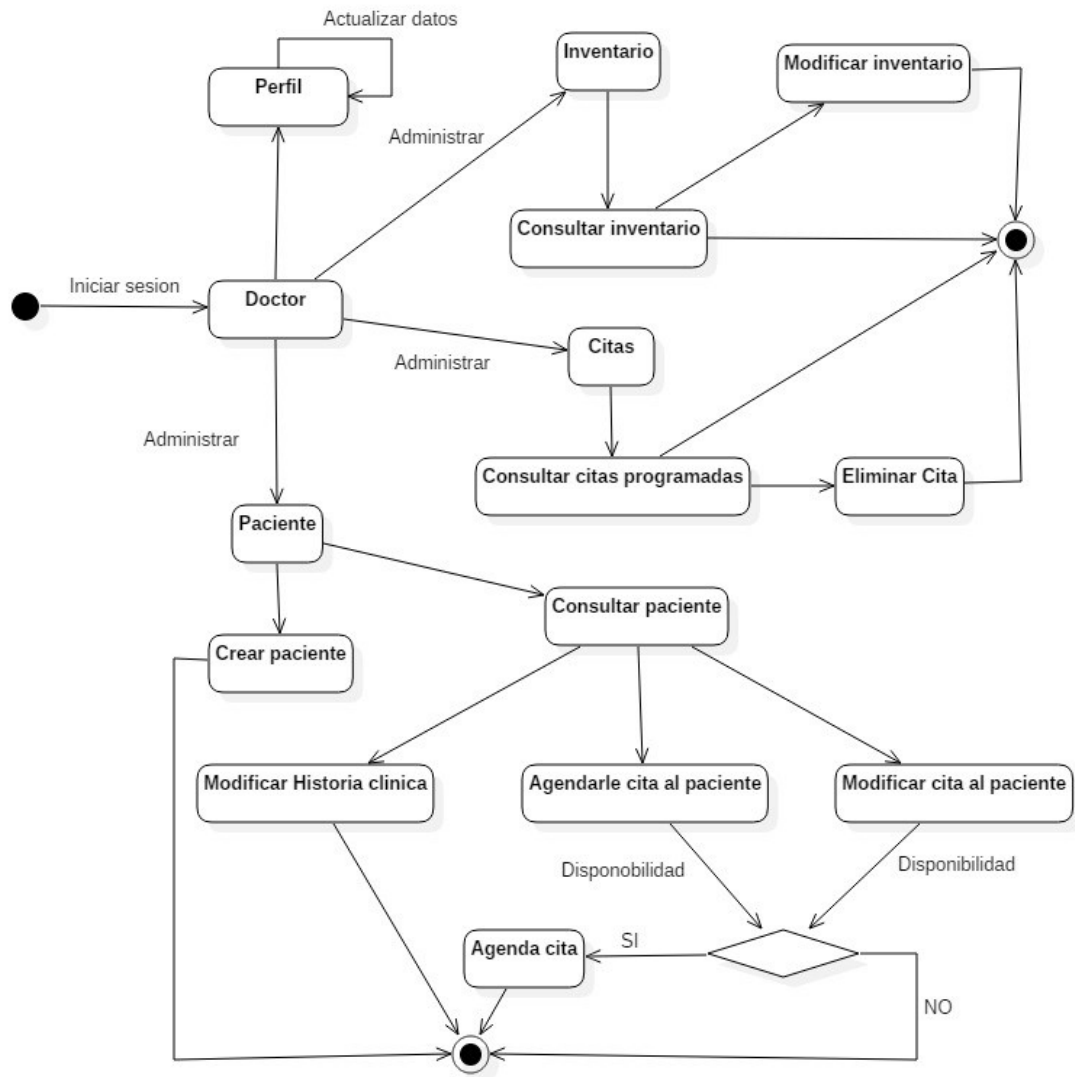 Actualizar datos
Perfil
Inventario
Modificar inventario
Administrar
Consultar inventario
Iniciar sesion
Doctor
Citas
Administrar
Administrar
Consultar citas programadas
Eliminar Cita
Paciente
Consultar paciente
Crear paciente
Modificar Historia clinica
Agendarle cita al paciente
Modificar cita al paciente
Disponobilidad
Disponibilidad
Agenda cita
SI
NO